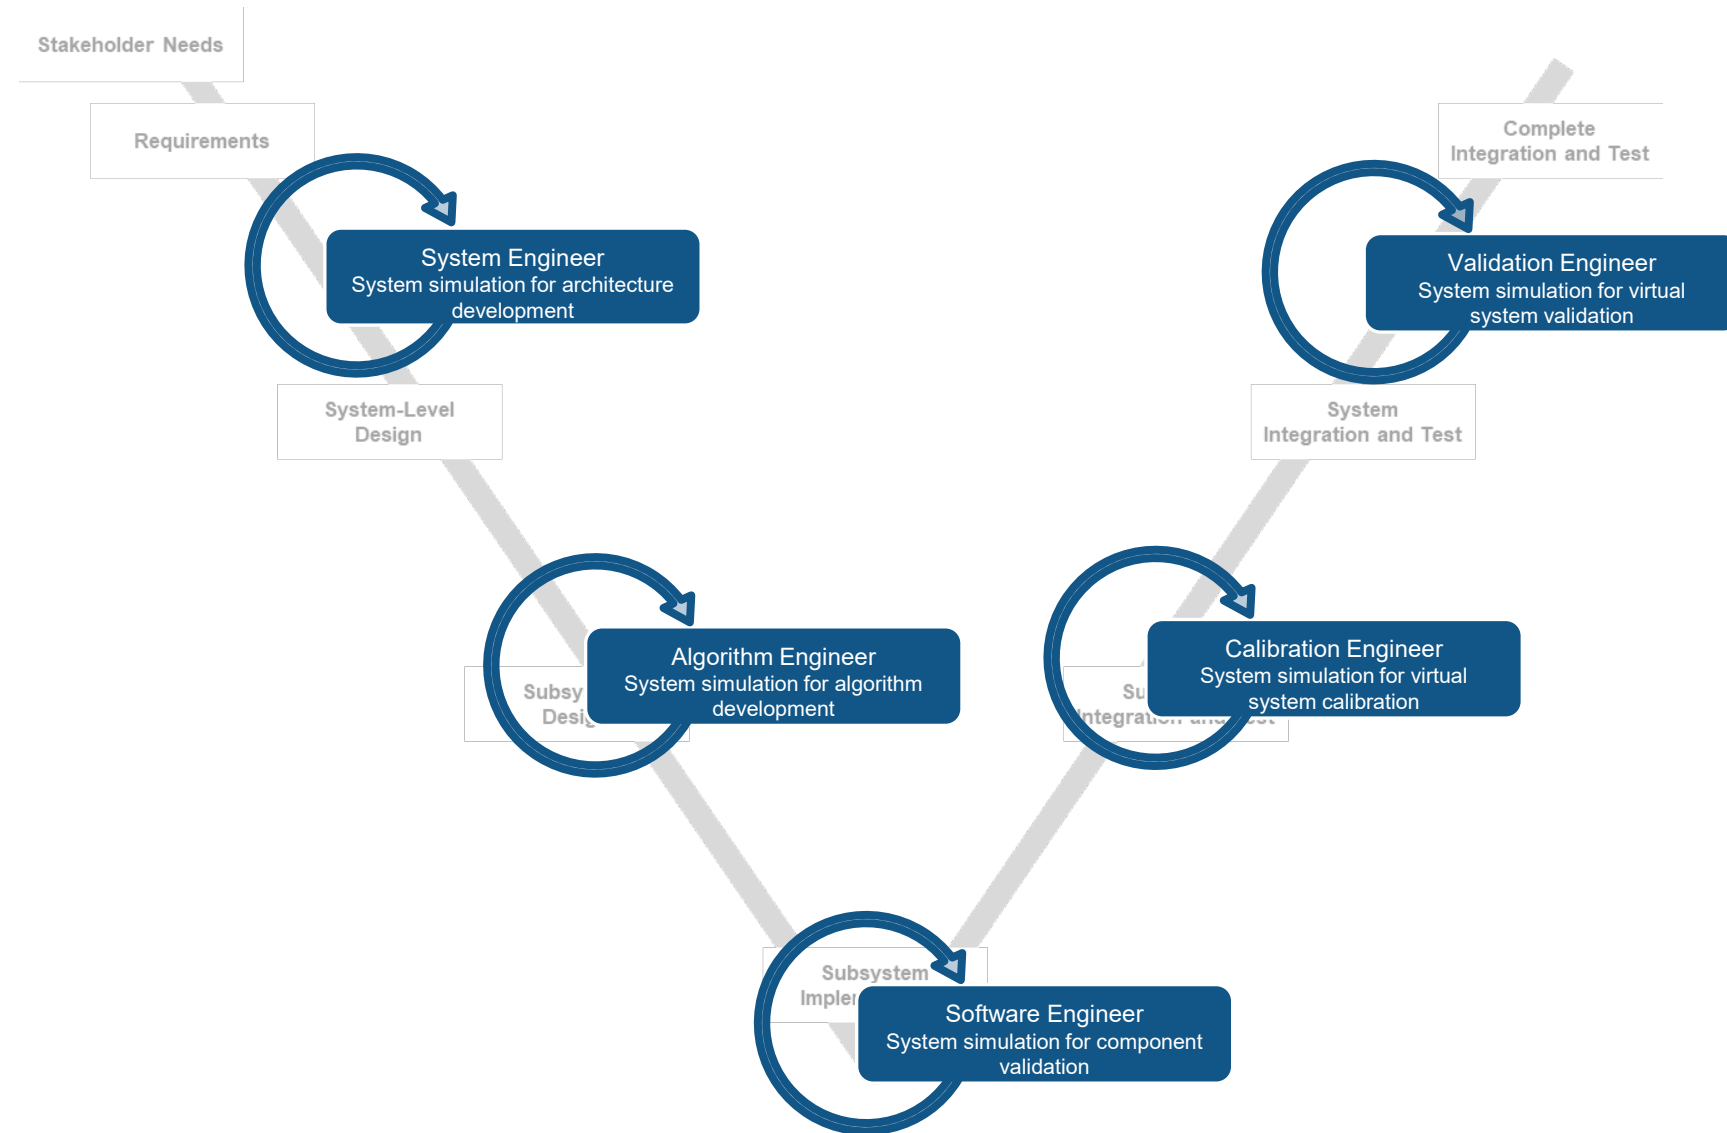 Stakeholder Needs
Requirements
System Engineer
System simulation for architecture
development
System-Level
Design
Algorithm Engineer
System simulation for algorithm
development
Subsystem
Software Engineer
System simulation for component
validation
Calibration Engineer
System simulation for virtual
system calibration
System
Integration and Test
Validation Engineer
System simulation for virtual
system validation
Complete
Integration and Test